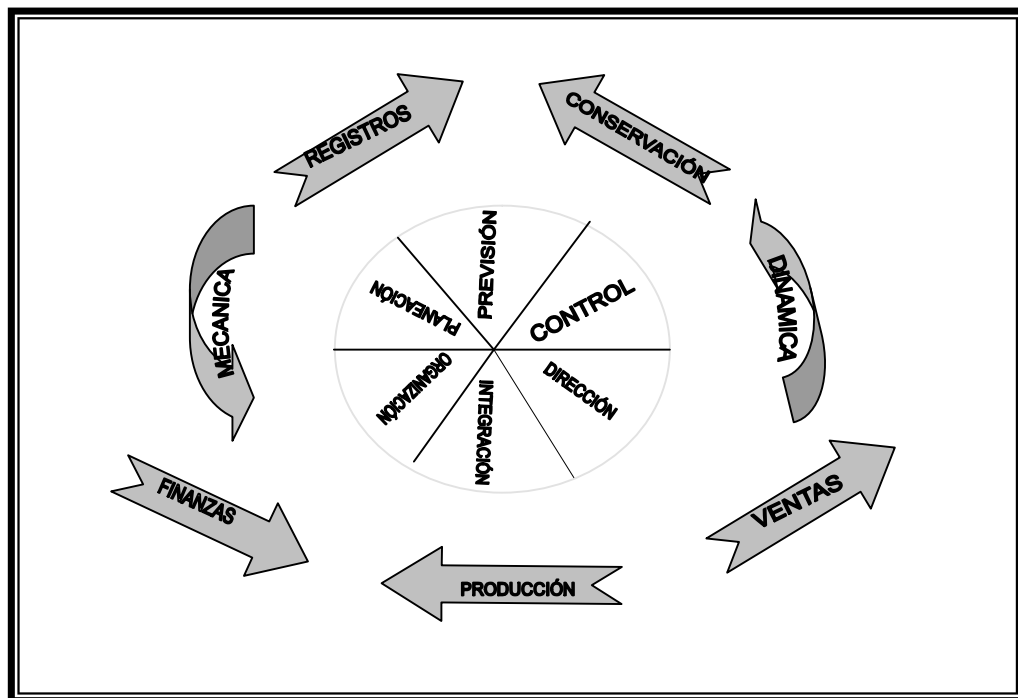 REGISTROS
CONSERVACIÓN
MECANICA
DINAMICA
PREVISIÓN
PLANEACIÓN
CONTROL
ORGANIZACIÓN
INTEGRACIÓN
DIRECCIÓN
FINANZAS
VENTAS
PRODUCCIÓN